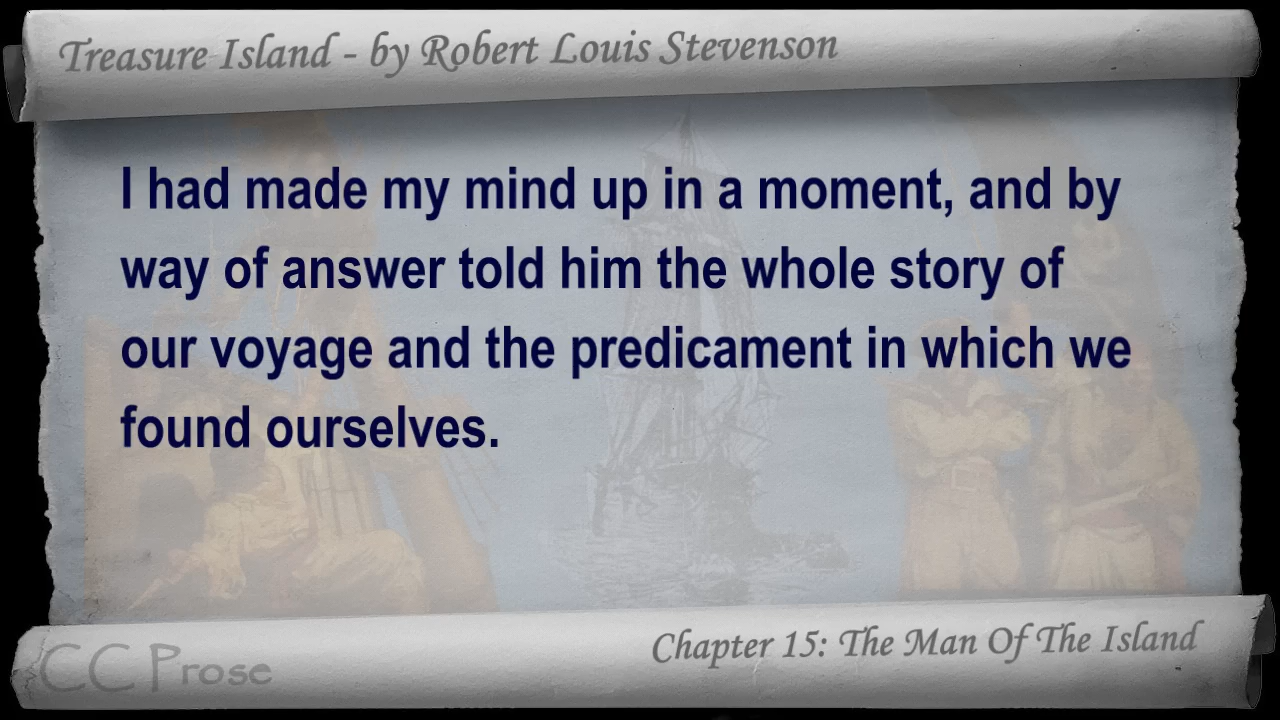 Treasure Island - by Robert Louis Stevenson
I had made my mind up in a moment, and by
way of answer told him the whole story of
our voyage and the predicament in which we
found ourselves.
Chapter 15: The Man Of The Island
CC Prose